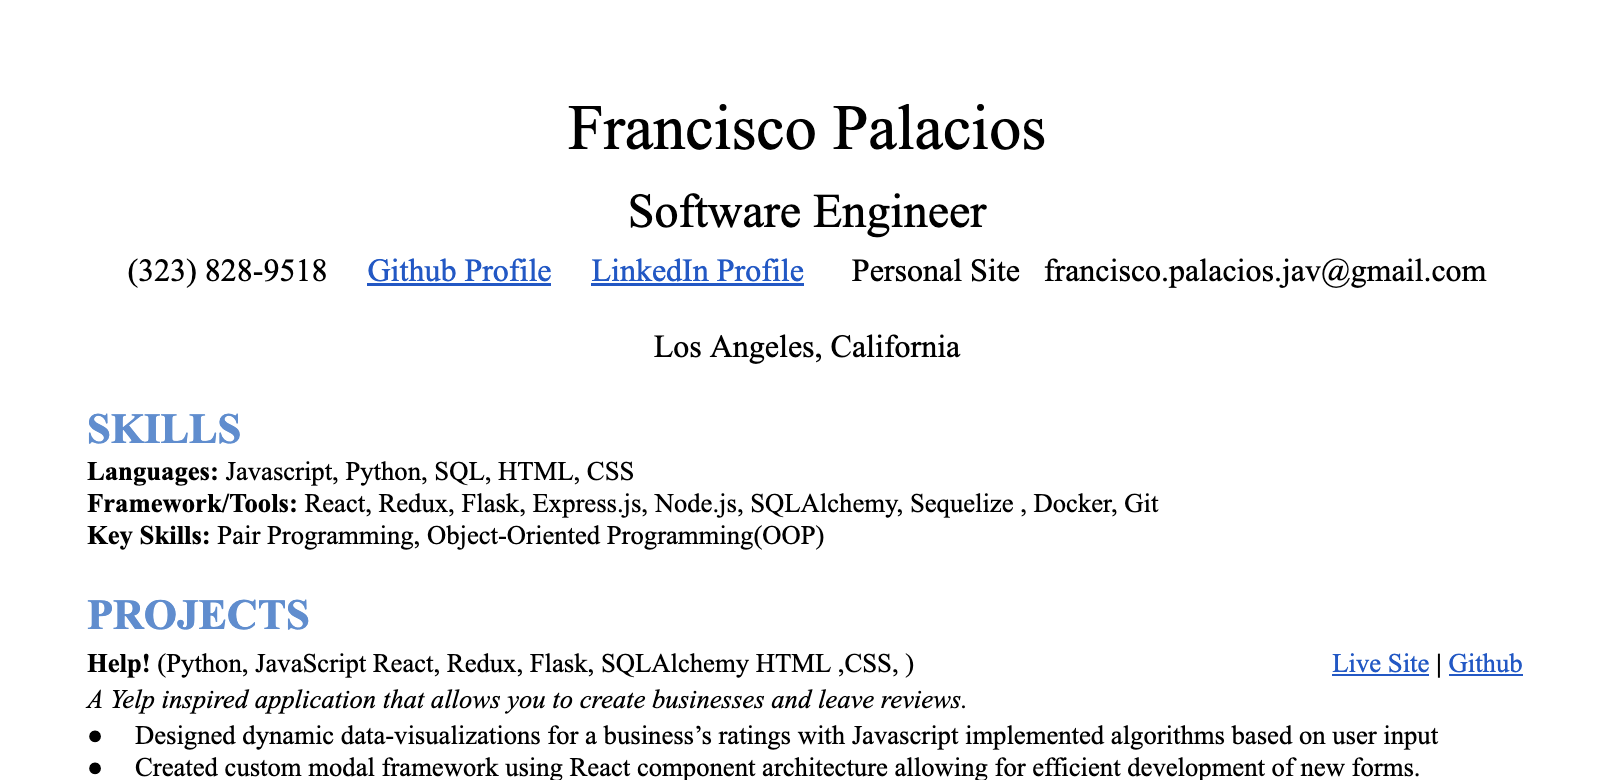 Francisco Palacios
Software Engineer
(323) 828-9518 Github Profile LinkedIn Profile Personal Site francisco.palacios.jav@gmail.com
Los Angeles, California
SKILLS
Languages: Javascript, Python, SQL, HTML, CSS
Framework/Tools: React, Redux, Flask, Express.js, Node.js, SQLAlchemy, Sequelize , Docker, Git
Key Skills: Pair Programming, Object-Oriented Programming(OOP)
PROJECTS
Help! (Python, JavaScript React, Redux, Flask, SQLAlchemy HTML ,CSS, ) Live Site | Github
A Yelp inspired application that allows you to create businesses and leave reviews.
● Designed dynamic data-visualizations for a business’s ratings with Javascript implemented algorithms based on user input
● Created custom modal framework using React component architecture allowing for efficient development of new forms.